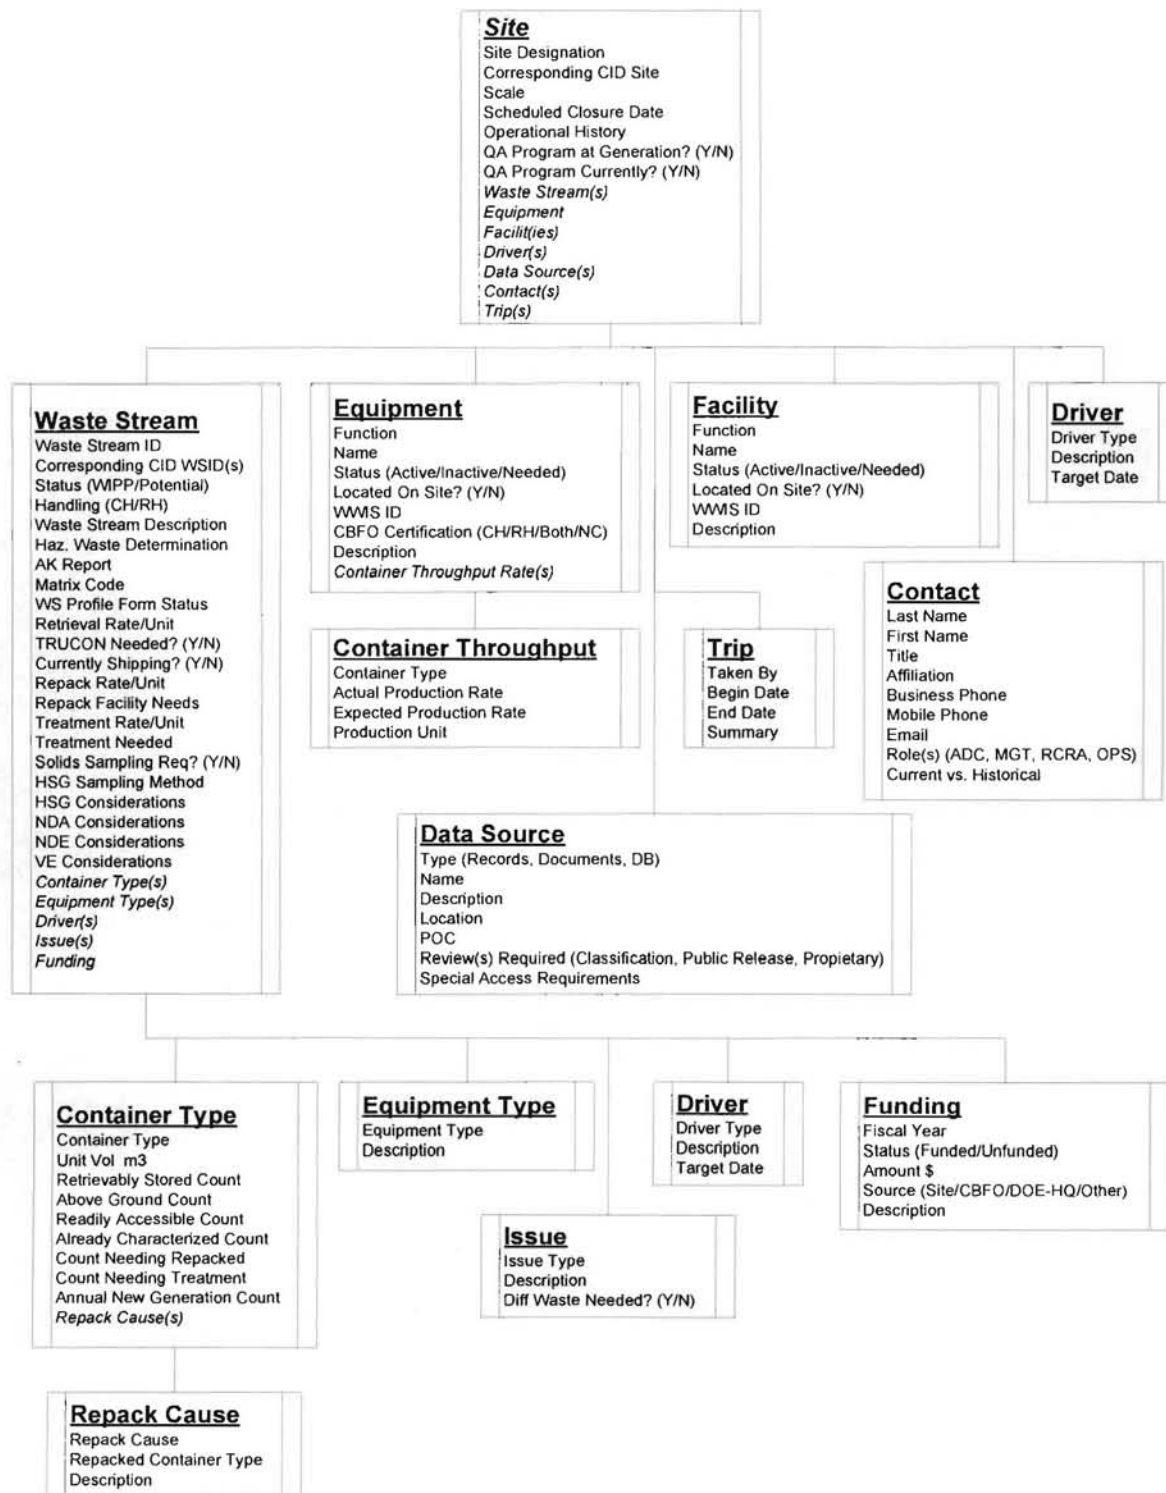 Site
Site Designation
Corresponding CID Site
Scale
Scheduled Closure Date
Operational History
QA Program at Generation? (Y/N)
QA Program Currently? (Y/N)
Waste Stream(s)
Equipment
Facilit(ies)
Driver(s)
Data Source(s)
Contact(s)
Trip(s)
Waste Stream
Waste Stream ID
Corresponding CID WSID(s)
Status (WIPP/Potential)
Handling (CH/RH)
Waste Stream Description
Haz. Waste Determination
AK Report
Matrix Code
WS Profile Form Status
Retrieval Rate/Unit
TRUCON Needed? (Y/N)
Currently Shipping? (Y/N)
Repack Rate/Unit
Repack Facility Needs
Treatment Rate/Unit
Treatment Needed
Solids Sampling Req? (Y/N)
HSG Sampling Method
HSG Considerations
NDA Considerations
NDE Considerations
VE Considerations
Container Type(s)
Equipment Type(s)
Driver(s)
Issue(s)
Funding
Equipment
Function
Name
Status (Active/Inactive/Needed)
Located On Site? (Y/N)
WWIS ID
CBFO Certification (CH/RH/Both/NC)
Description
Container Throughput Rate(s)
Facility
Function
Name
Status (Active/Inactive/Needed)
Located On Site? (Y/N)
WWIS ID
Description
Driver
Driver Type
Description
Target Date
Container Throughput
Container Type
Actual Production Rate
Expected Production Rate
Production Unit
Trip
Taken By
Begin Date
End Date
Summary
Contact
Last Name
First Name
Title
Affiliation
Business Phone
Mobile Phone
Email
Role(s) (ADC, MGT, RCRA, OPS)
Current vs. Historical
Data Source
Type (Records, Documents, DB)
Name
Description
Location
POC
Review(s) Required (Classification, Public Release, Propietary)
Special Access Requirements
Container Type
Container Type
Unit Vol m3
Retrievably Stored Count
Above Ground Count
Readily Accessible Count
Already Characterized Count
Count Needing Repacked
Count Needing Treatment
Annual New Generation Count
Repack Cause(s)
Equipment Type
Equipment Type
Description
Driver
Driver Type
Description
Target Date
Funding
Fiscal Year
Status (Funded/Unfunded)
Amount $
Source (Site/CBFO/DOE-HQ/Other)
Description
Issue
Issue Type
Description
Diff Waste Needed? (Y/N)
Repack Cause
Repack Cause
Repacked Container Type
Description